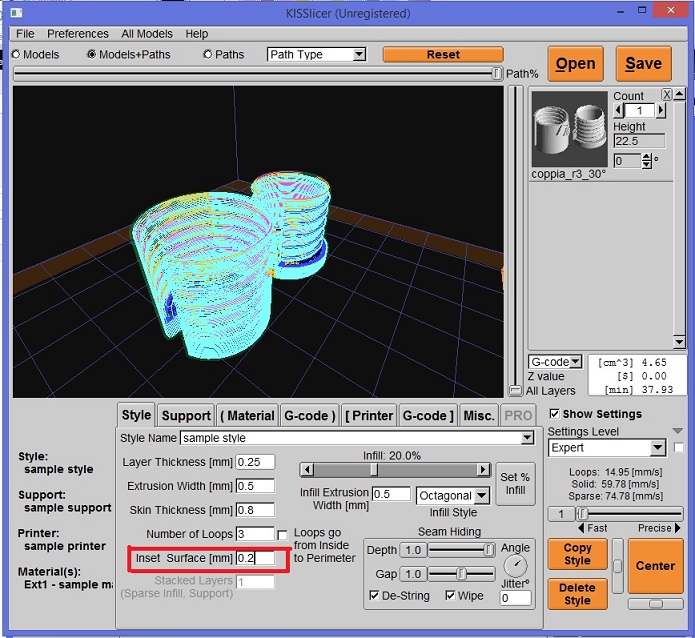 KISSlicer (Unregistered)
File Preferences All Models Help
Models Models+Paths Paths Path Type Reset
Path%
Open Save
Count
1
Height
22.5
0 °
coppia_r3_30°
X
G-code
Z value
All Layers
[cm^3] 4.65
[$] 0.00
[min] 37.93
Style Support ( Material G-code ) [ Printer G-code ] Misc. PRO
Style Name sample style
Layer Thickness [mm] 0.25
Extrusion Width [mm] 0.5
Skin Thickness [mm] 0.8
Number of Loops 3
Loops go
from Inside
to Perimeter
Inset Surface [mm] 0.2
Stacked Layers 1
(Sparse Infill, Support)
Infill: 20.0%
Set %
Infill
Infill Extrusion
Width [mm] 0.5
Octagonal
Infill Style
Seam Hiding
Depth 1.0
Gap 1.0
Angle
Jitter°
0
De-String Wipe
Style:
sample style
Support:
sample support
Printer:
sample printer
Material(s):
Ext1 - sample ma
Show Settings
Settings Level
Expert
Loops: 14.95 [mm/s]
Solid: 59.78 [mm/s]
Sparse: 74.78 [mm/s]
1
Fast Precise
Copy
Style
Delete
Style
Center